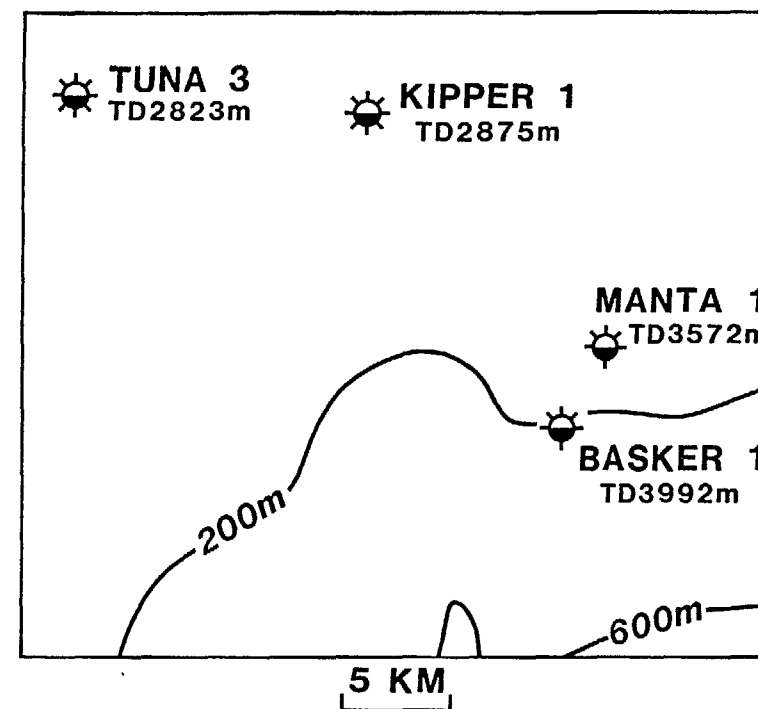 TUNA 3
TD2823m
KIPPER 1
TD2875m
MANTA 1
TD3572m
BASKER 1
TD3992m
200m
600m
5 KM